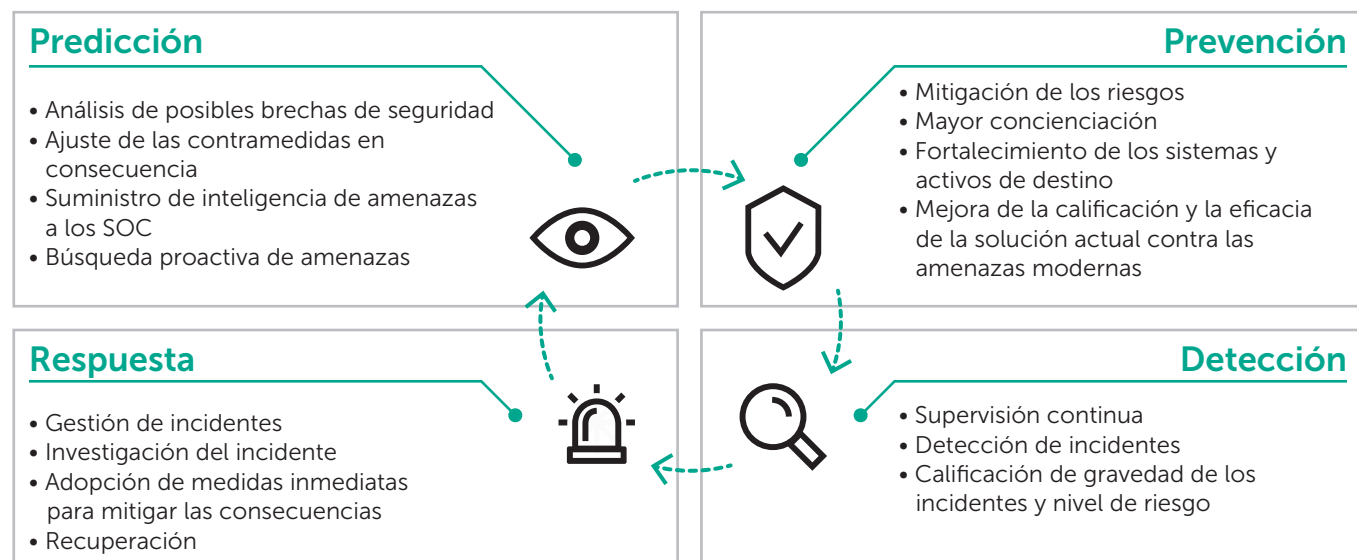 Predicción
• Análisis de posibles brechas de seguridad
• Ajuste de las contramedidas en
consecuencia
• Suministro de inteligencia de amenazas
a los SOC
• Búsqueda proactiva de amenazas
Prevención
• Mitigación de los riesgos
• Mayor concienciación
• Fortalecimiento de los sistemas y
activos de destino
• Mejora de la calificación y la eficacia
de la solución actual contra las
amenazas modernas
Respuesta
• Gestión de incidentes
• Investigación del incidente
• Adopción de medidas inmediatas
para mitigar las consecuencias
• Recuperación
Detección
• Supervisión continua
• Detección de incidentes
• Calificación de gravedad de los
incidentes y nivel de riesgo